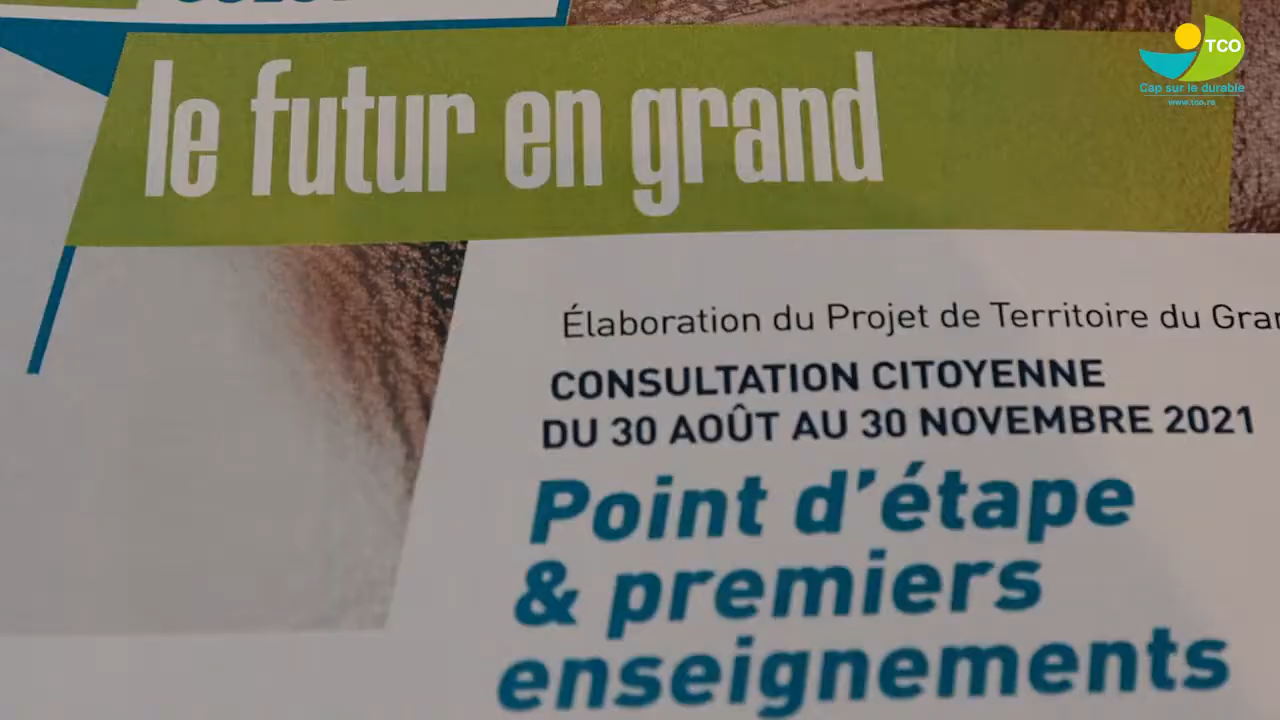 le futur en grand
Élaboration du Projet de Territoire du
CONSULTATION CITOYENNE
DU 30 AOÛT AU 30 NOVEMBRE 2021
Point d'étape
& premiers
enseignements
TCO
Cap sur le durable
www.tco.re